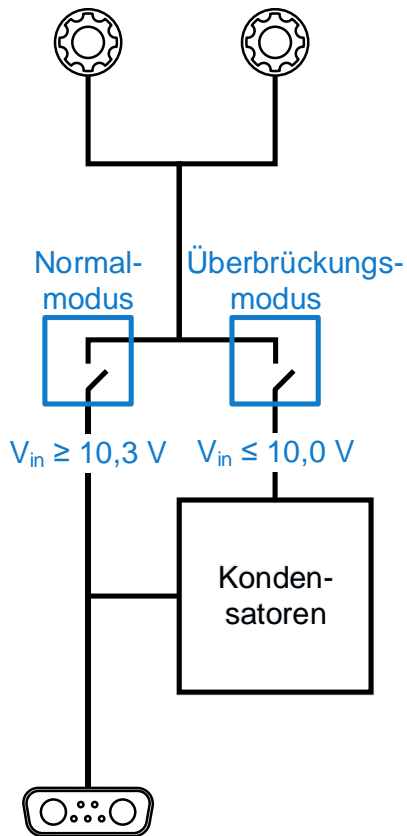 Normal-
modus
Überbrückungs-
modus
Vin ≥ 10,3 V
Vin ≤ 10,0 V
Konden-
satoren